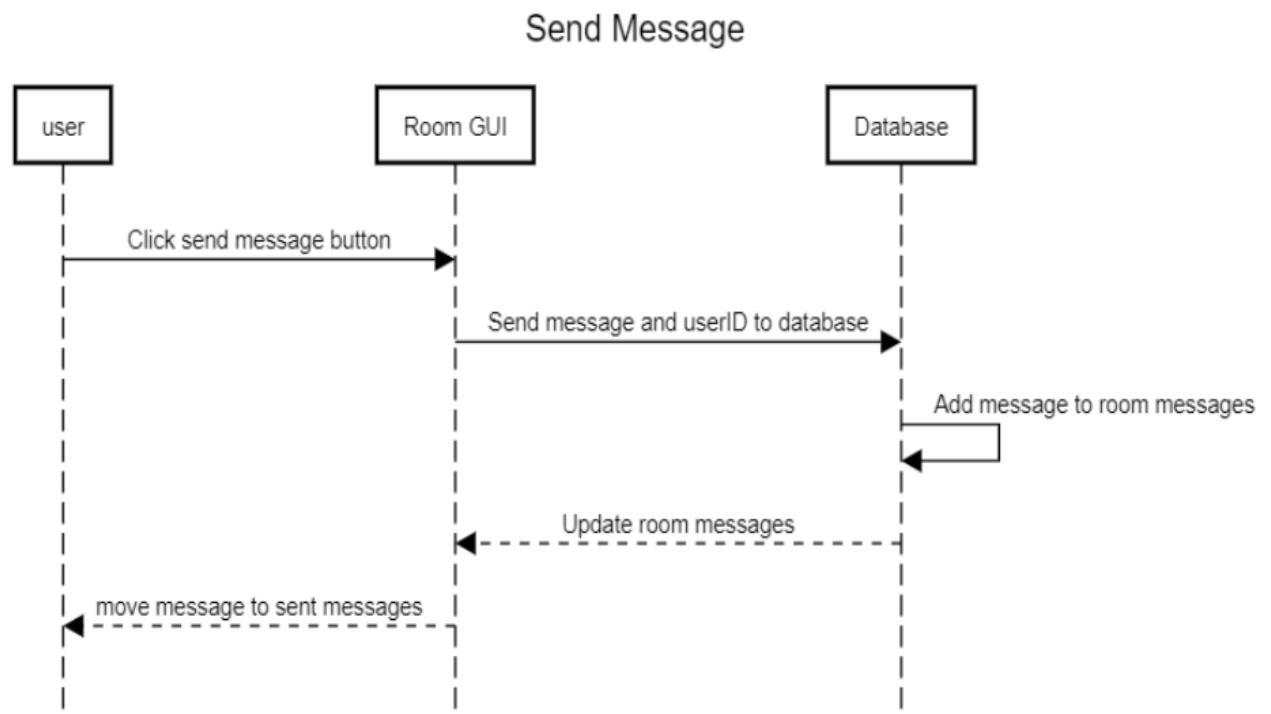 Send Message
user
Room GUI
Database
Click send message button
Send message and userID to database
Add message to room messages
Update room messages
move message to sent messages